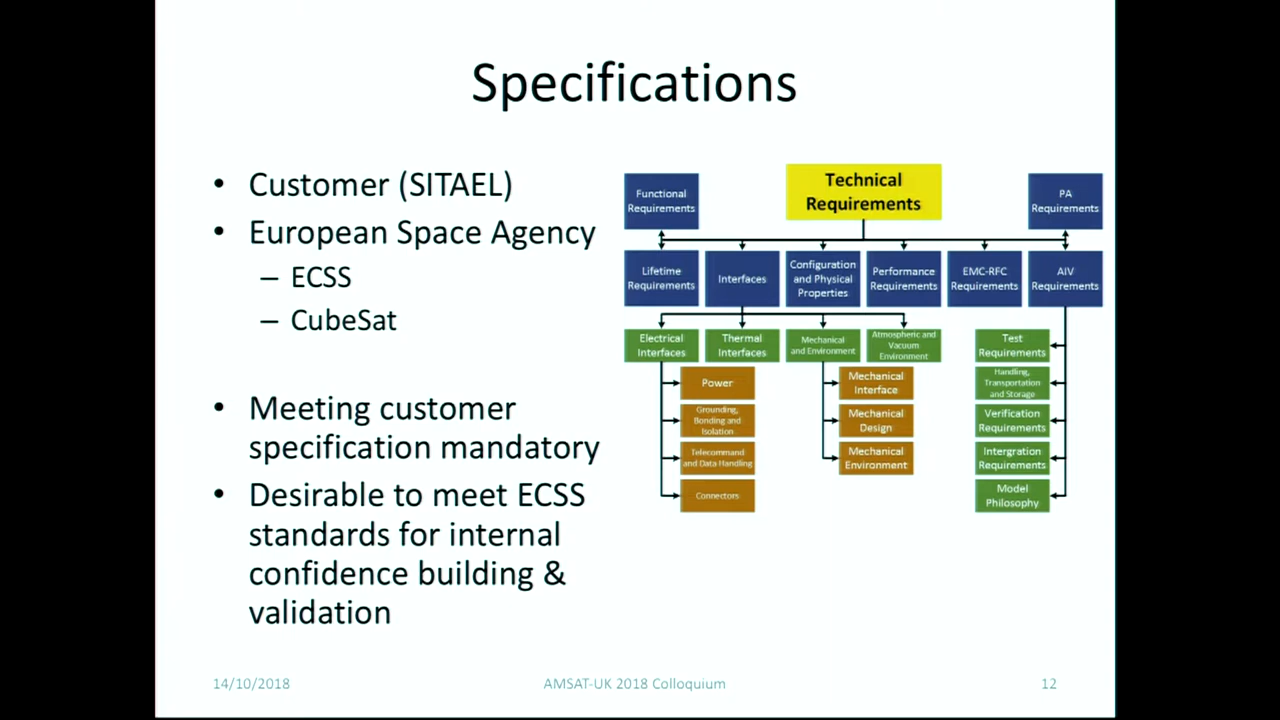 Specifications
• Customer (SITAEL)
• European Space Agency
– ECSS
– CubeSat
• Meeting customer
specification mandatory
• Desirable to meet ECSS
standards for internal
confidence building &
validation
Technical
Requirements
Functional
Requirements
PA
Requirements
Lifetime
Requirements
Interfaces
Configuration
and Physical
Properties
Performance
Requirements
EMC-RFC
Requirements
AIV
Requirements
Electrical
Interfaces
Thermal
Interfaces
Mechanical
and Environment
Atmospheric and
Vacuum
Environment
Test
Requirements
Power
Mechanical
Interface
Handling,
Transportation
and Storage
Grounding,
Bonding and
Isolation
Mechanical
Design
Verification
Requirements
Telecommand
and Data Handling
Mechanical
Environment
Intergration
Requirements
Connectors
Model
Philosophy
14/10/2018
AMSAT-UK 2018 Colloquium
12